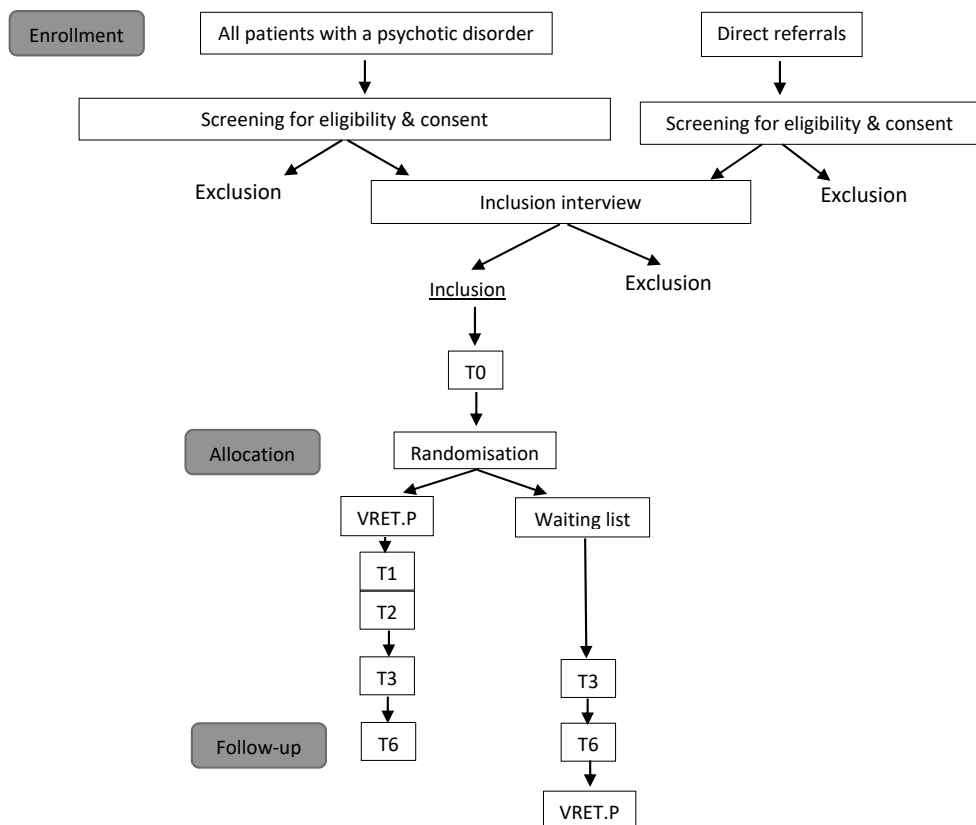 Enrollment
All patients with a psychotic disorder
Direct referrals
Screening for eligibility & consent
Screening for eligibility & consent
Exclusion
Inclusion interview
Exclusion
Inclusion
Exclusion
T0
Allocation
Randomisation
VRET.P
Waiting list
T1
T2
T3
T3
Follow-up
T6
T6
VRET.P